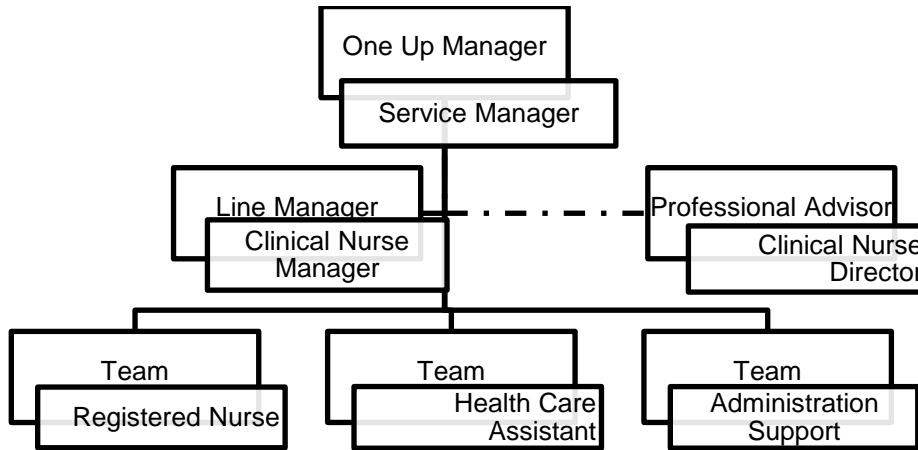 One Up Manager
Service Manager
Line Manager
Clinical Nurse
Manager
Professional Advisor
Clinical Nurse
Director
Team
Registered Nurse
Team
Health Care
Assistant
Team
Administration
Support